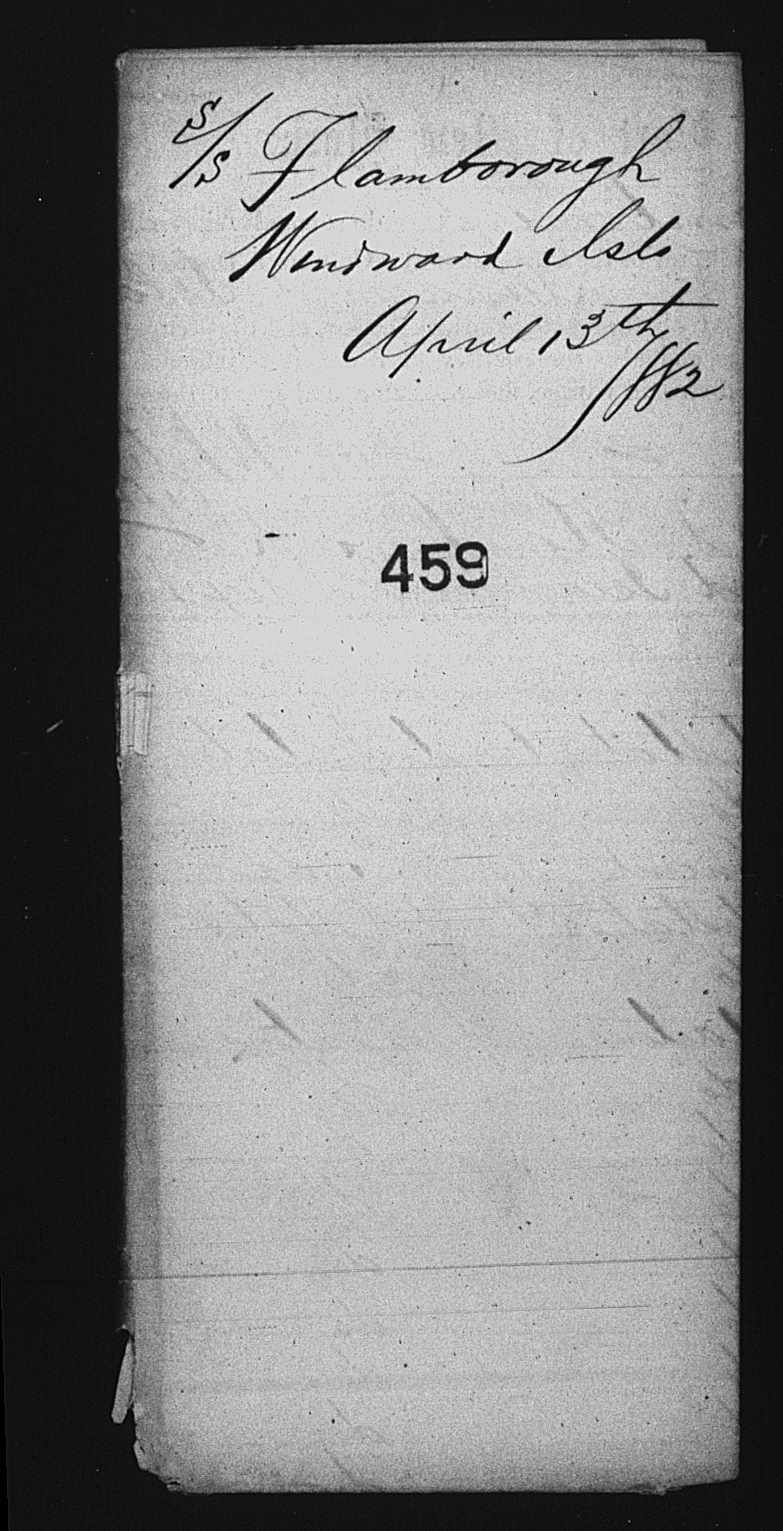 S/S Flamborough
Windward Isls
April 13th
1882
459